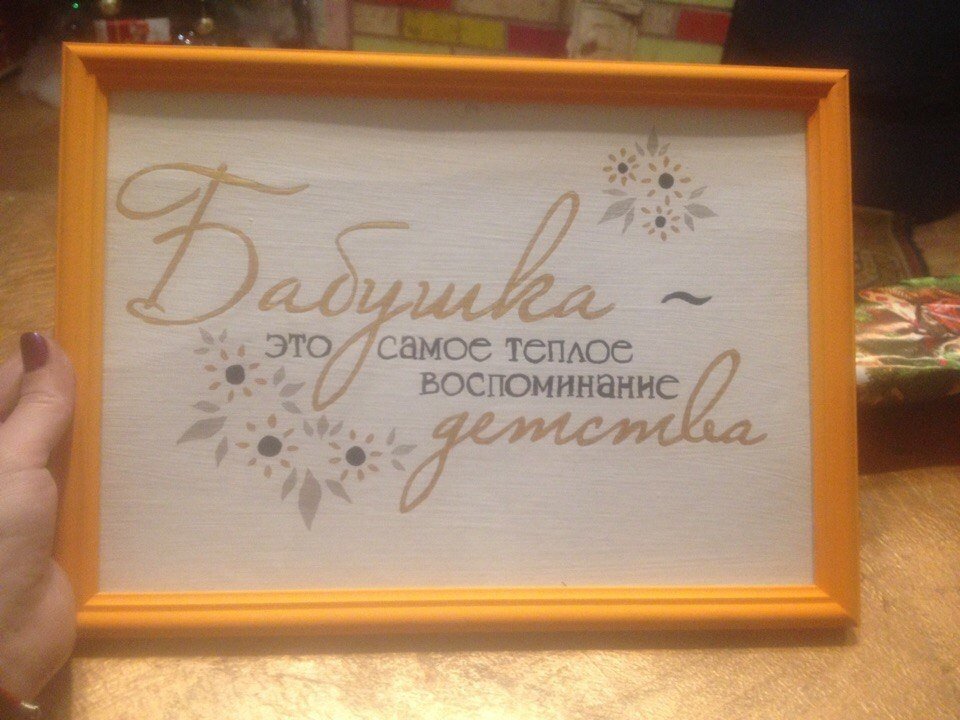 Бабушка ~
это самое теплое
воспоминание
детства